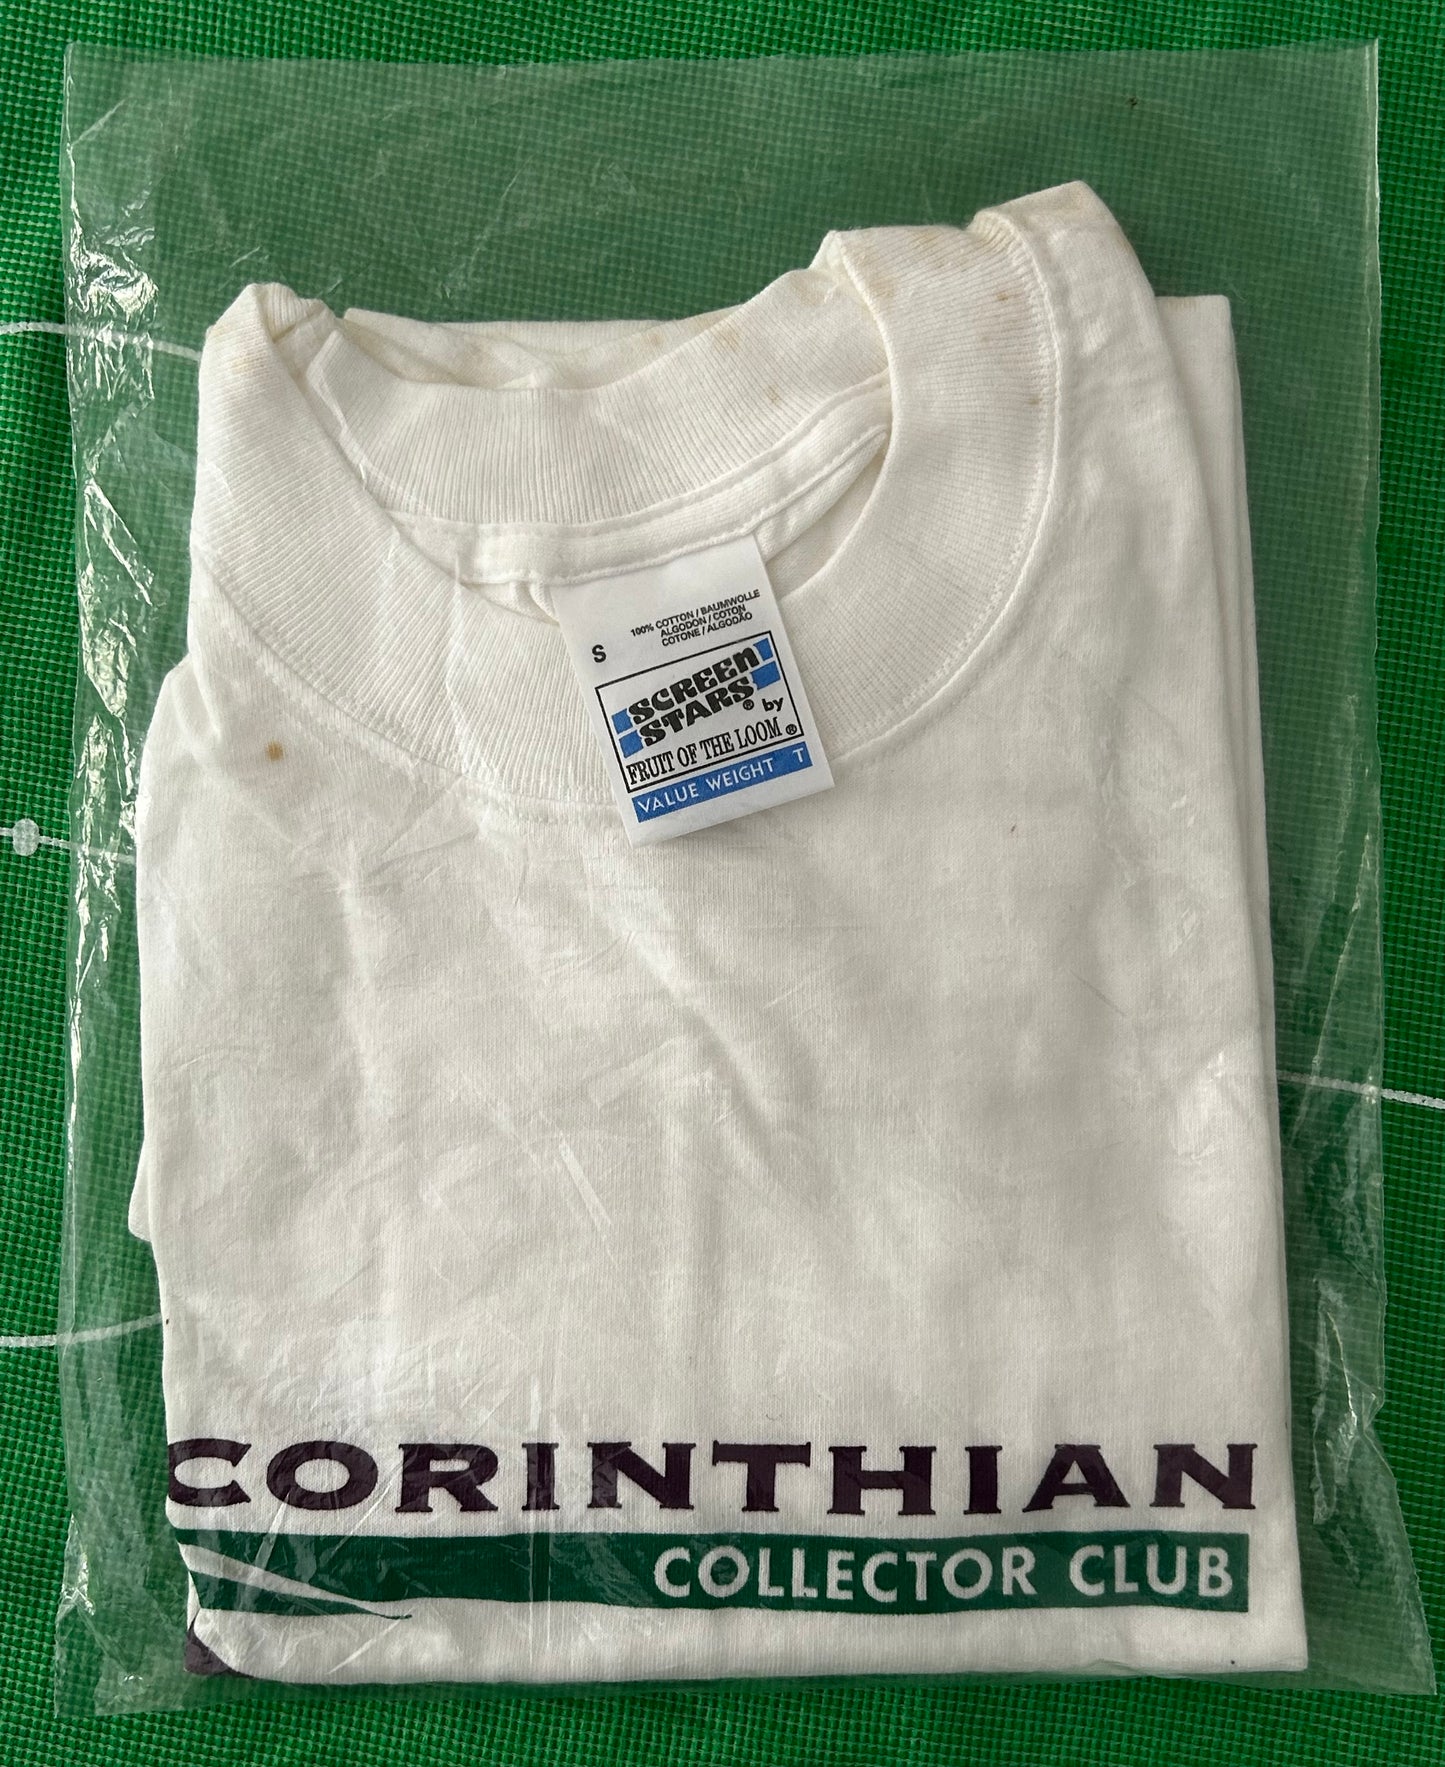 100% COTTON / BAUMWOLLE
ALGODON / COTON
COTONE / ALGODÃO
S
SCREEN
STARS® by
FRUIT OF THE LOOM®
VALUE WEIGHT T
CORINTHIAN
COLLECTOR CLUB